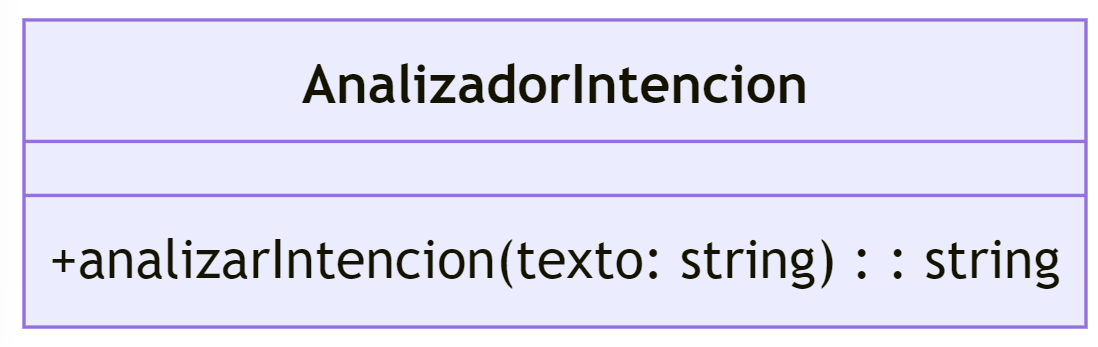 AnalizadorIntencion
+analizarIntencion(texto: string) : : string